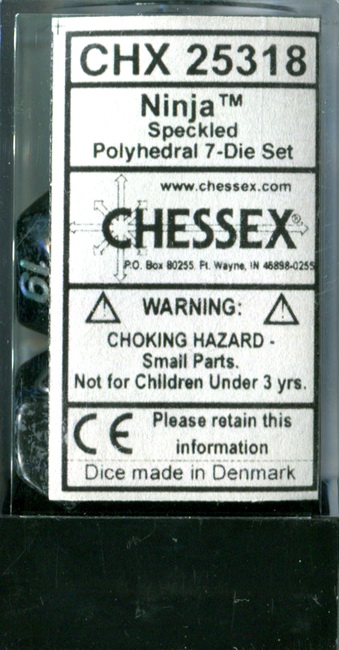 CHX 25318
Ninja™
Speckled
Polyhedral 7-Die Set
www.chessex.com
CHESSEX®
P.O. Box 80255 Ft. Wayne, IN 46898-0255
WARNING:
CHOKING HAZARD -
Small Parts.
Not for Children Under 3 yrs.
CE Please retain this
information
Dice made in Denmark